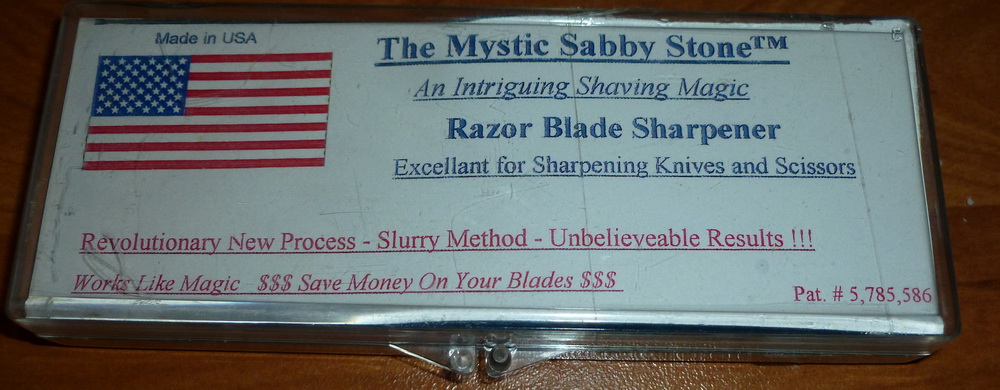 Made in USA
The Mystic Sabby Stone™
An Intriguing Shaving Magic
Razor Blade Sharpener
Excellant for Sharpening Knives and Scissors
Revolutionary New Process - Slurry Method - Unbelieveable Results !!!
Works Like Magic $$$ Save Money On Your Blades $$$
Pat. # 5,785,586